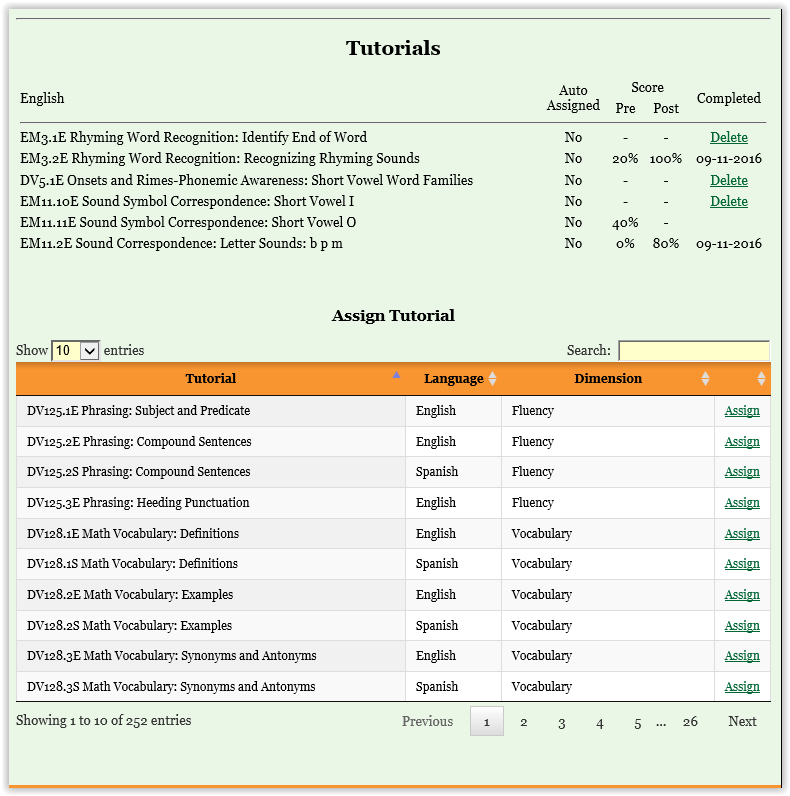 Tutorials
English Auto Assigned Score Pre Post Completed
EM3.1E Rhyming Word Recognition: Identify End of Word No - - Delete
EM3.2E Rhyming Word Recognition: Recognizing Rhyming Sounds No 20% 100% 09-11-2016
DV5.1E Onsets and Rimes-Phonemic Awareness: Short Vowel Word Families No - - Delete
EM11.10E Sound Symbol Correspondence: Short Vowel I No - - Delete
EM11.11E Sound Symbol Correspondence: Short Vowel O No 40% -
EM11.2E Sound Correspondence: Letter Sounds: b p m No 0% 80% 09-11-2016
Assign Tutorial
Show 10 entries Search:
Tutorial Language Dimension
DV125.1E Phrasing: Subject and Predicate English Fluency Assign
DV125.2E Phrasing: Compound Sentences English Fluency Assign
DV125.2S Phrasing: Compound Sentences Spanish Fluency Assign
DV125.3E Phrasing: Heeding Punctuation English Fluency Assign
DV128.1E Math Vocabulary: Definitions English Vocabulary Assign
DV128.1S Math Vocabulary: Definitions Spanish Vocabulary Assign
DV128.2E Math Vocabulary: Examples English Vocabulary Assign
DV128.2S Math Vocabulary: Examples Spanish Vocabulary Assign
DV128.3E Math Vocabulary: Synonyms and Antonyms English Vocabulary Assign
DV128.3S Math Vocabulary: Synonyms and Antonyms Spanish Vocabulary Assign
Showing 1 to 10 of 252 entries Previous 1 2 3 4 5 ... 26 Next